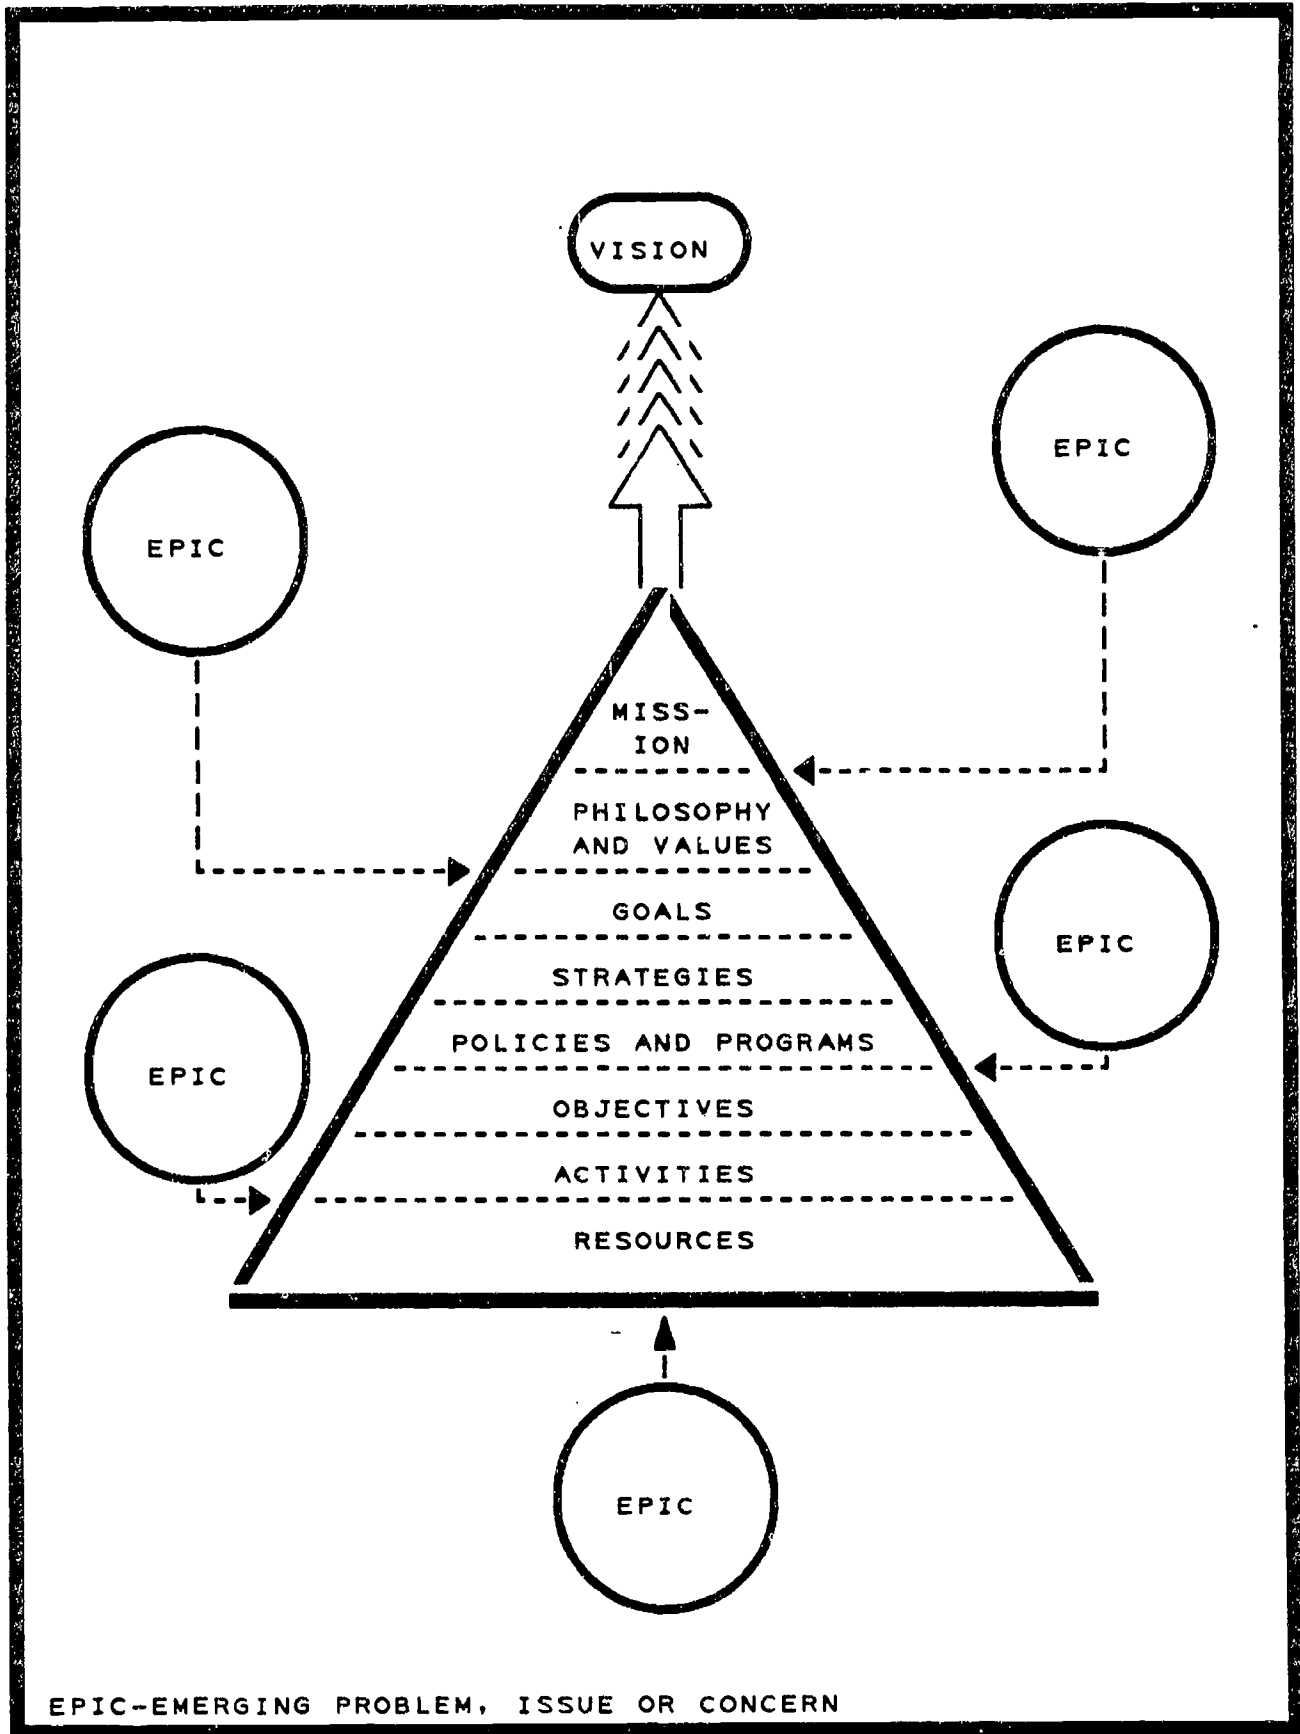 VISION
EPIC
EPIC
MISS-
ION
PHILOSOPHY
AND VALUES
GOALS
EPIC
STRATEGIES
POLICIES AND PROGRAMS
EPIC
OBJECTIVES
ACTIVITIES
RESOURCES
EPIC
EPIC-EMERGING PROBLEM, ISSUE OR CONCERN